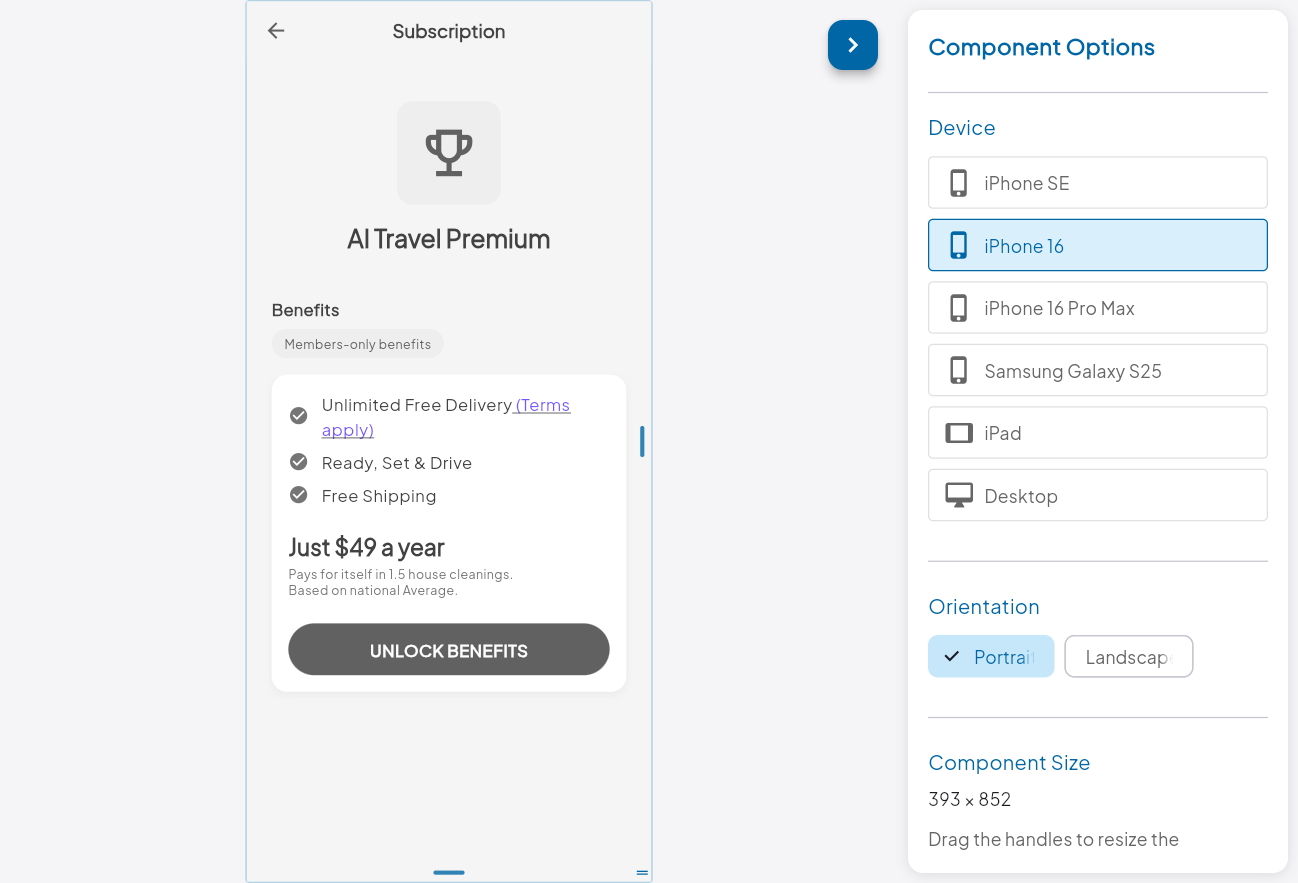 Subscription
AI Travel Premium
Benefits
Members-only benefits
Unlimited Free Delivery (Terms
apply)
Ready, Set & Drive
Free Shipping
Just $49 a year
Pays for itself in 1.5 house cleanings.
Based on national Average.
UNLOCK BENEFITS
Component Options
Device
iPhone SE
iPhone 16
iPhone 16 Pro Max
Samsung Galaxy S25
iPad
Desktop
Orientation
Portrait
Landscap
Component Size
393 × 852
Drag the handles to resize the